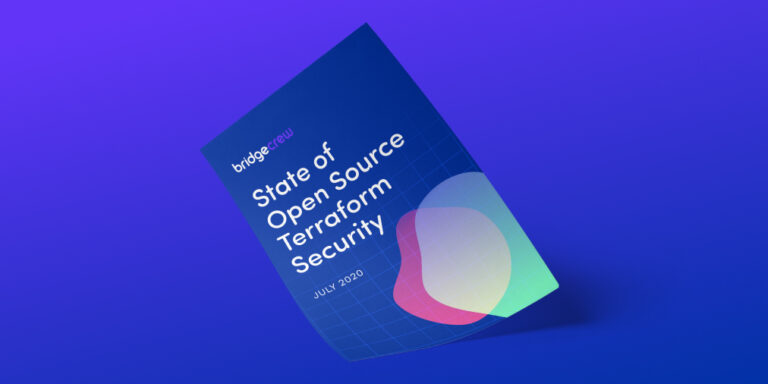 bridgecrew
State of
Open Source
Terraform
Security
JULY 2020